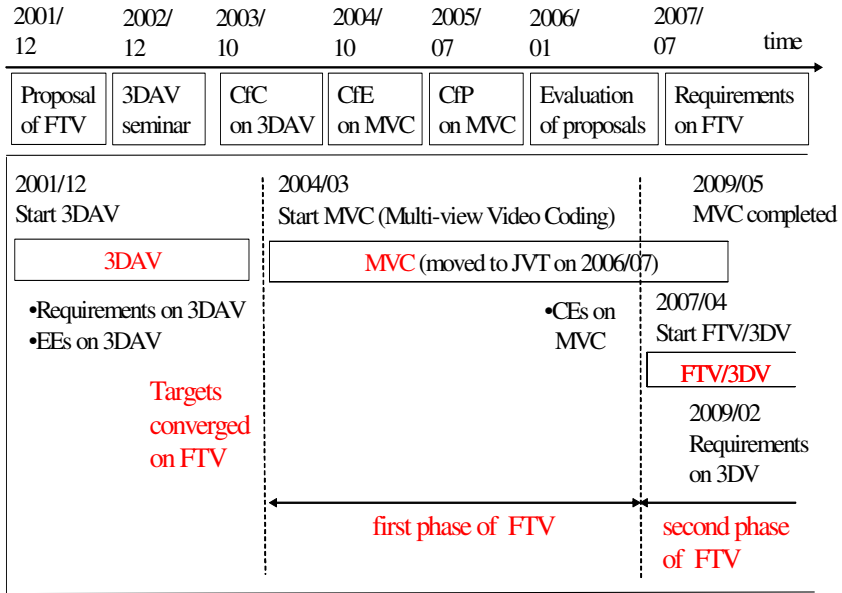 2001/
12
2002/
12
2003/
10
2004/
10
2005/
07
2006/
01
2007/
07
time
Proposal
of FTV
3DAV
seminar
CfC
on 3DAV
CfE
on MVC
CfP
on MVC
Evaluation
of proposals
Requirements
on FTV
2001/12
Start 3DAV
3DAV
•Requirements on 3DAV
•EEs on 3DAV
Targets
converged
on FTV
2004/03
Start MVC (Multi-view Video Coding)
MVC (moved to JVT on 2006/07)
•CEs on
MVC
first phase of FTV
2009/05
MVC completed
2007/04
Start FTV/3DV
FTV/3DV
2009/02
Requirements
on 3DV
second phase
of FTV